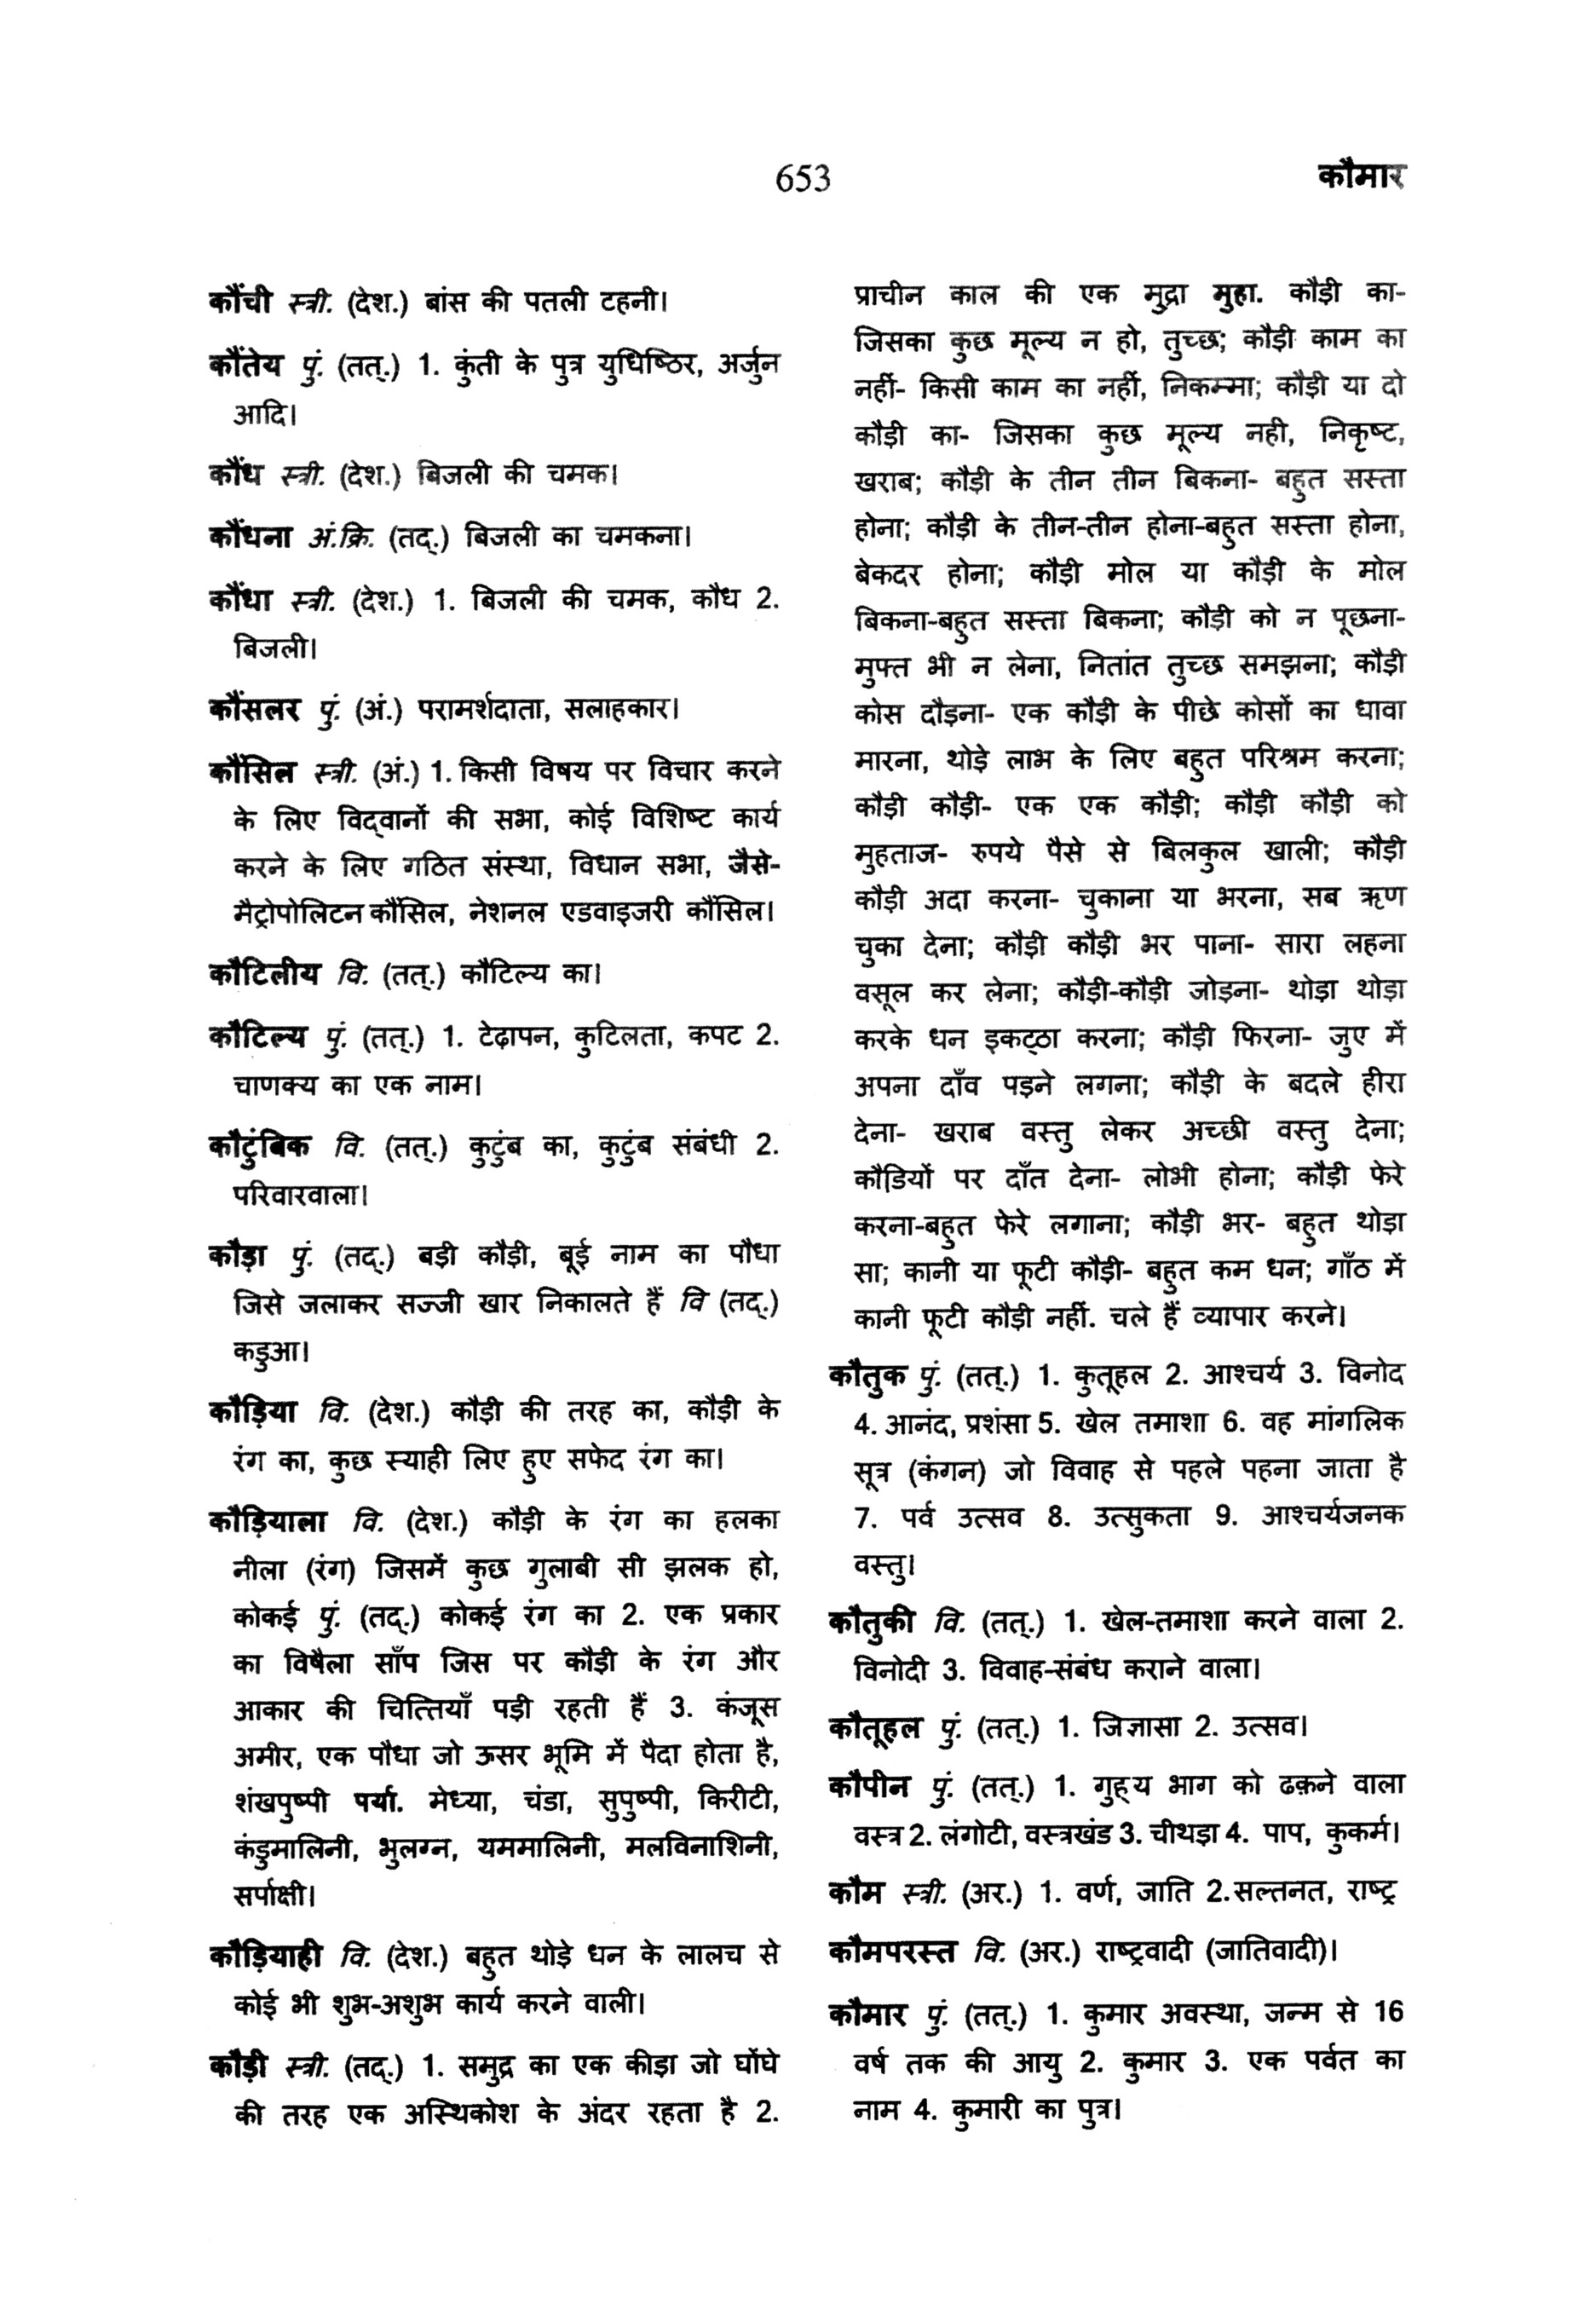 653
कौमार
कौंची स्त्री. (देश.) बांस की पतली टहनी।
कौंतेय पुं. (तत्.) 1. कुंती के पुत्र युधिष्ठिर, अर्जुन
आदि।
कौंध स्त्री. (देश.) बिजली की चमक।
कौंधना अं.क्रि. (तद्.) बिजली का चमकना।
कौंधा स्त्री. (देश.) 1. बिजली की चमक, कौध 2.
बिजली।
कौंसलर पुं. (अं.) परामर्शदाता, सलाहकार।
कौंसिल स्त्री. (अं.) 1. किसी विषय पर विचार करने
के लिए विद्वानों की सभा, कोई विशिष्ट कार्य
करने के लिए गठित संस्था, विधान सभा, जैसे-
मैट्रोपोलिटन कौंसिल, नेशनल एडवाइजरी कौंसिल।
कौटिलीय वि. (तत्.) कौटिल्य का।
कौटिल्य पुं. (तत्.) 1. टेढ़ापन, कुटिलता, कपट 2.
चाणक्य का एक नाम।
कौटुंबिक वि. (तत्.) कुटुंब का, कुटुंब संबंधी 2.
परिवारवाला।
कौड़ा पुं. (तद्.) बड़ी कौड़ी, बूई नाम का पौधा
जिसे जलाकर सज्जी खार निकालते हैं वि (तद्.)
कडुआ।
कौड़िया वि. (देश.) कौड़ी की तरह का, कौड़ी के
रंग का, कुछ स्याही लिए हुए सफेद रंग का।
कौड़ियाला वि. (देश.) कौड़ी के रंग का हलका
नीला (रंग) जिसमें कुछ गुलाबी सी झलक हो,
कोकई पुं. (तद्.) कोकई रंग का 2. एक प्रकार
का विषैला साँप जिस पर कौड़ी के रंग और
आकार की चित्तियाँ पड़ी रहती हैं 3. कंजूस
अमीर, एक पौधा जो ऊसर भूमि में पैदा होता है,
शंखपुष्पी पर्या. मेध्या, चंडा, सुपुष्पी, किरीटी,
कंडुमालिनी, भुलग्न, यममालिनी, मलविनाशिनी,
सर्पाक्षी।
कौड़ियाही वि. (देश.) बहुत थोड़े धन के लालच से
कोई भी शुभ-अशुभ कार्य करने वाली।
कौड़ी स्त्री. (तद्.) 1. समुद्र का एक कीड़ा जो घोंघे
की तरह एक अस्थिकोश के अंदर रहता है 2.
प्राचीन काल की एक मुद्रा मुहा. कौड़ी का-
जिसका कुछ मूल्य न हो, तुच्छ; कौड़ी काम का
नहीं- किसी काम का नहीं, निकम्मा; कौड़ी या दो
कौड़ी का- जिसका कुछ मूल्य नही, निकृष्ट,
खराब; कौड़ी के तीन तीन बिकना- बहुत सस्ता
होना; कौड़ी के तीन-तीन होना-बहुत सस्ता होना,
बेकदर होना; कौड़ी मोल या कौड़ी के मोल
बिकना-बहुत सस्ता बिकना; कौड़ी को न पूछना-
मुफ्त भी न लेना, नितांत तुच्छ समझना; कौड़ी
कोस दौड़ना- एक कौड़ी के पीछे कोसों का धावा
मारना, थोड़े लाभ के लिए बहुत परिश्रम करना;
कौड़ी कौड़ी- एक एक कौड़ी; कौड़ी कौड़ी को
मुहताज- रुपये पैसे से बिलकुल खाली; कौड़ी
कौड़ी अदा करना- चुकाना या भरना, सब ऋण
चुका देना; कौड़ी कौड़ी भर पाना- सारा लहना
वसूल कर लेना; कौड़ी-कौड़ी जोड़ना- थोड़ा थोड़ा
करके धन इकट्ठा करना; कौड़ी फिरना- जुए में
अपना दाँव पड़ने लगना; कौड़ी के बदले हीरा
देना- खराब वस्तु लेकर अच्छी वस्तु देना;
कौडियों पर दाँत देना- लोभी होना; कौड़ी फेरे
करना-बहुत फेरे लगाना; कौड़ी भर- बहुत थोड़ा
सा; कानी या फूटी कौड़ी- बहुत कम धन; गाँठ में
कानी फूटी कौड़ी नहीं. चले हैं व्यापार करने।
कौतुक पुं. (तत्.) 1. कुतूहल 2. आश्चर्य 3. विनोद
4. आनंद, प्रशंसा 5. खेल तमाशा 6. वह मांगलिक
सूत्र (कंगन) जो विवाह से पहले पहना जाता है
7. पर्व उत्सव 8. उत्सुकता 9. आश्चर्यजनक
वस्तु।
कौतुकी वि. (तत्.) 1. खेल-तमाशा करने वाला 2.
विनोदी 3. विवाह-संबंध कराने वाला।
कौतूहल पुं. (तत्.) 1. जिज्ञासा 2. उत्सव।
कौपीन पुं. (तत्.) 1. गुह्य भाग को ढक़ने वाला
वस्त्र 2. लंगोटी, वस्त्रखंड 3. चीथड़ा 4. पाप, कुकर्म।
कौम स्त्री. (अर.) 1. वर्ण, जाति 2.सल्तनत, राष्ट्र
कौमपरस्त वि. (अर.) राष्ट्रवादी (जातिवादी)।
कौमार पुं. (तत्.) 1. कुमार अवस्था, जन्म से 16
वर्ष तक की आयु 2. कुमार 3. एक पर्वत का
नाम 4. कुमारी का पुत्र।